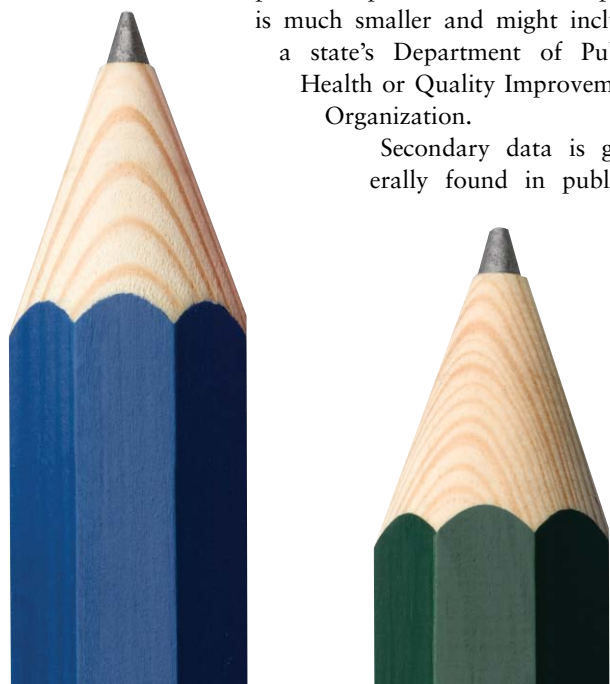 is much smaller and might inclu
a state's Department of Pu
Health or Quality Improvem
Organization.
Secondary data is g
erally found in publ